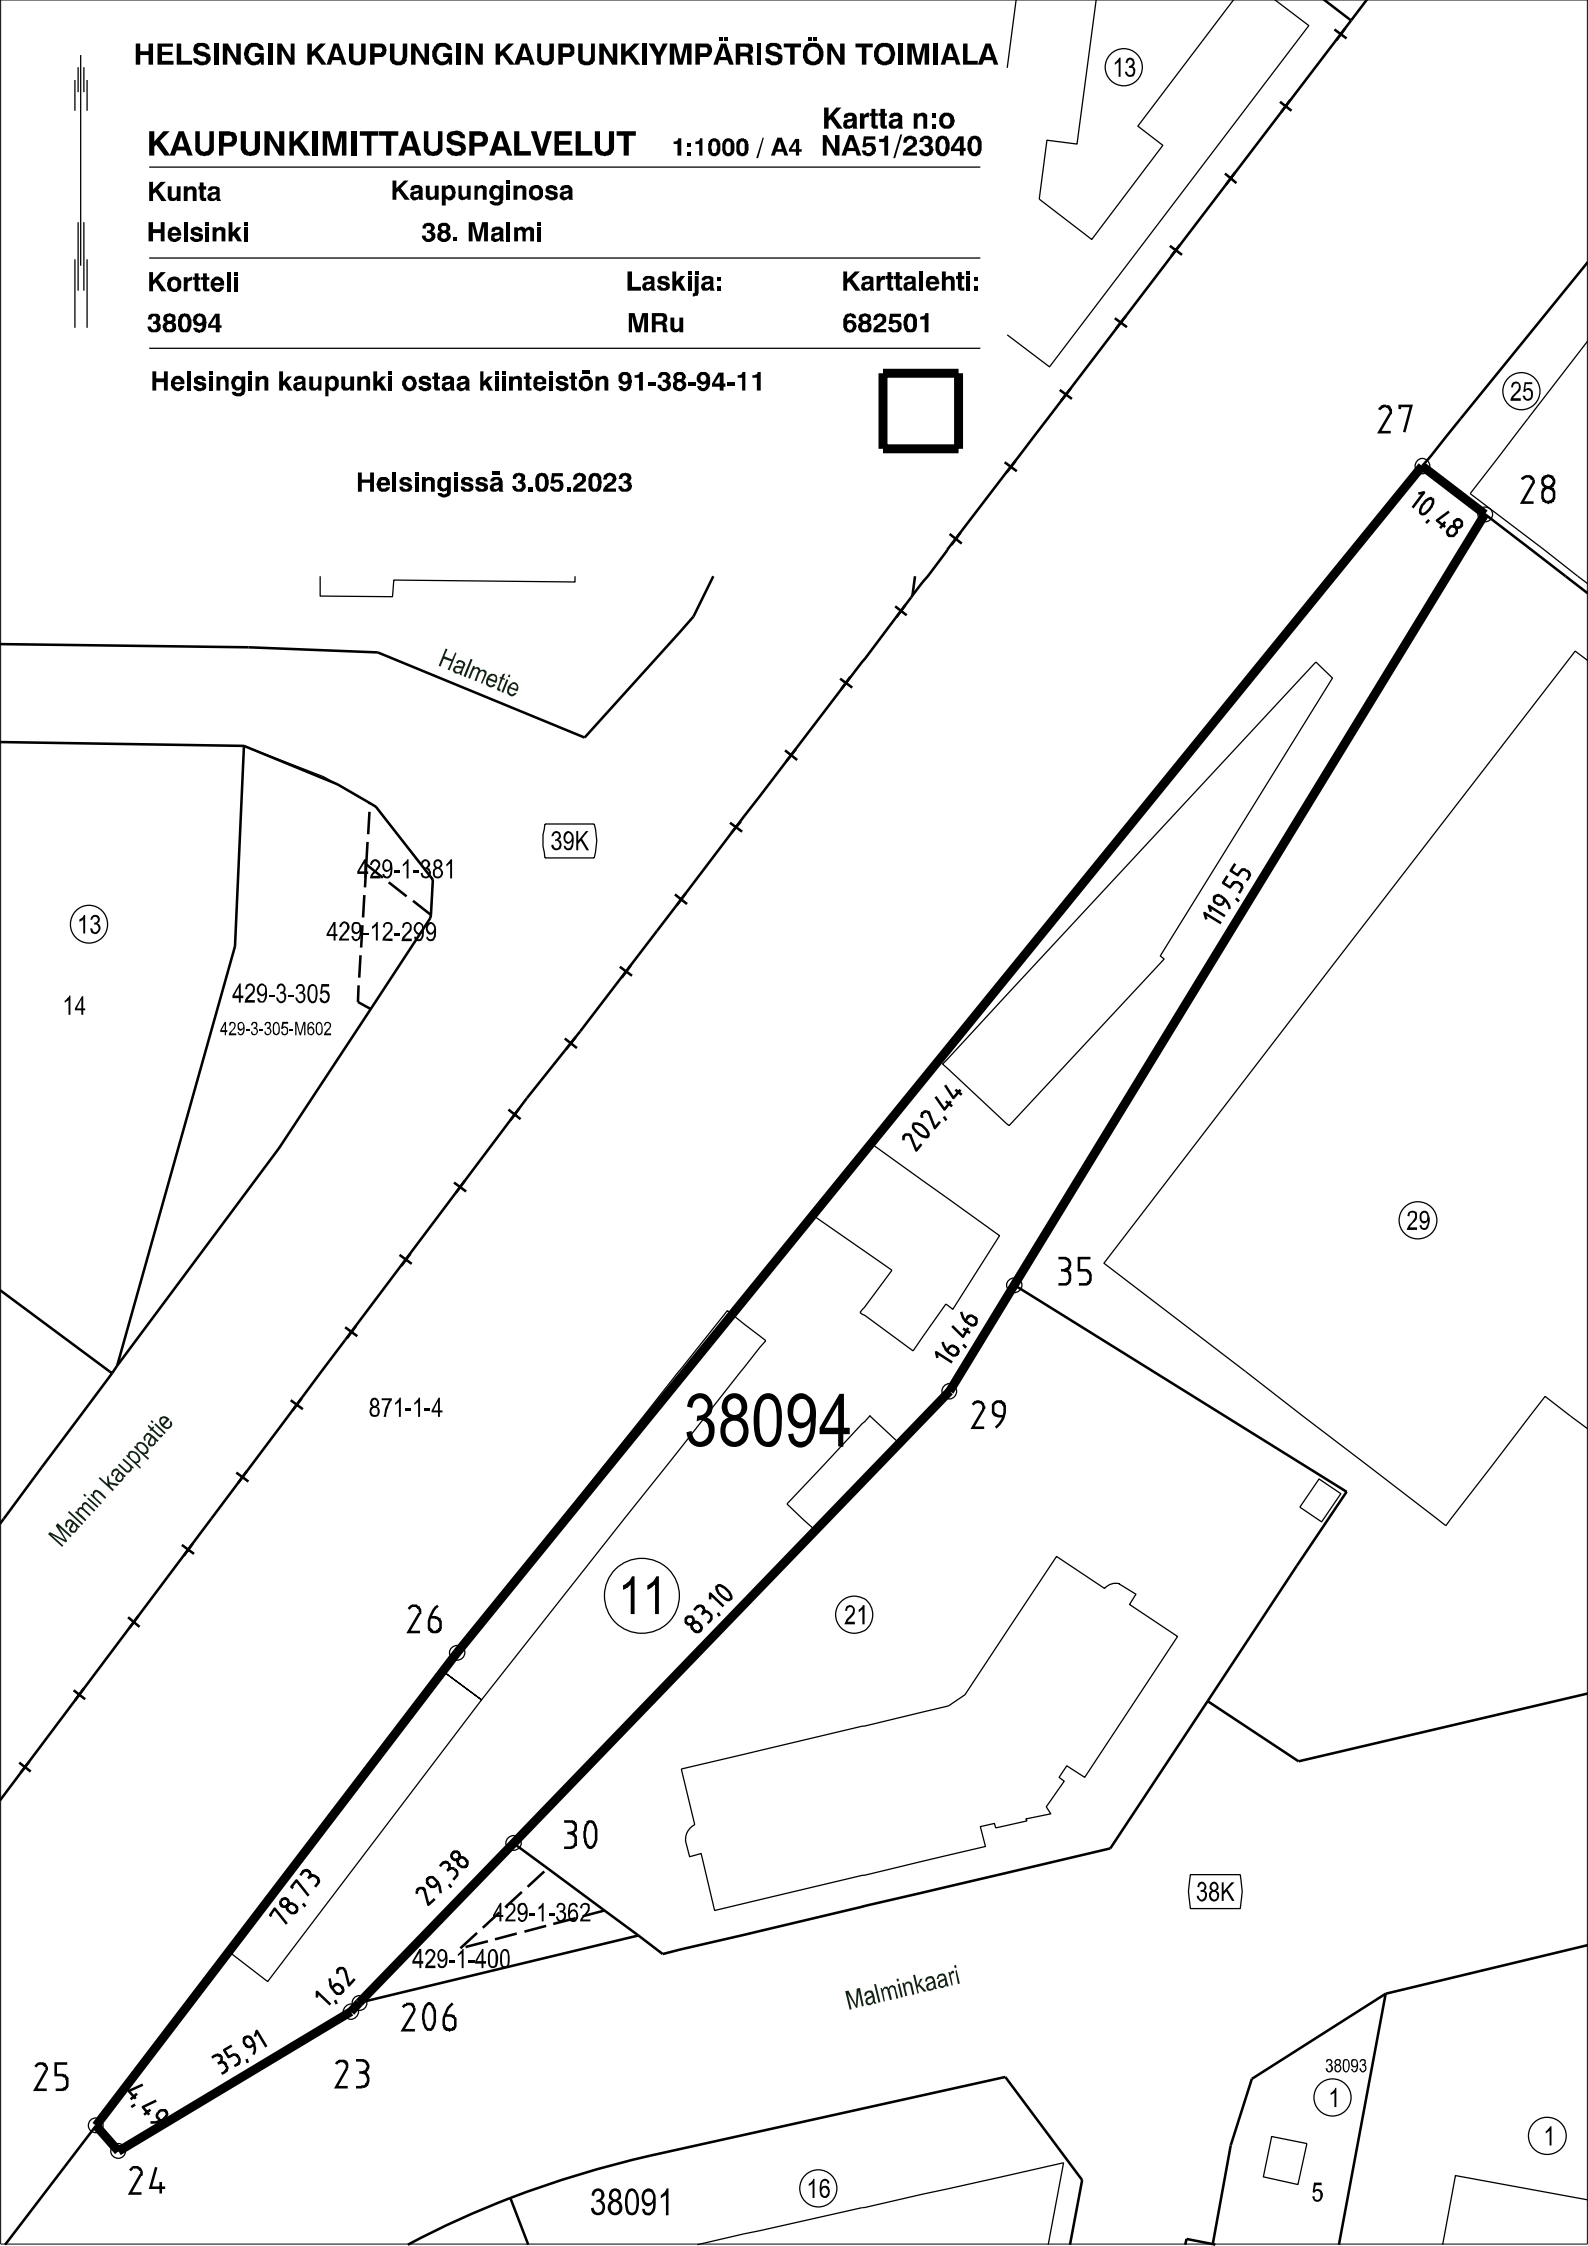 HELSINGIN KAUPUNGIN KAUPUNKIYMPÄRISTÖN TOIMIALA
KAUPUNKIMITTAUSPALVELUT 1:1000 / A4 Kartta n:o NA51/23040
Kunta Kaupunginosa
Helsinki 38. Malmi
Kortteli Laskija: Karttalehti:
38094 MRu 682501
Helsingin kaupunki ostaa kiinteistön 91-38-94-11
Helsingissä 3.05.2023
13
25
27
28
10,48
Halmetie
39K
429-1-381
119,55
13
429-12-299
429-3-305
14
429-3-305-M602
202,44
29
35
16,46
871-1-4
38094
29
Malmin kauppatie
11
83,10
21
26
30
29,38
78,73
38K
429-1-362
429-1-400
1,62
Malminkaari
206
35,91
23
25
4,49
38093
1
1
24
16
5
38091